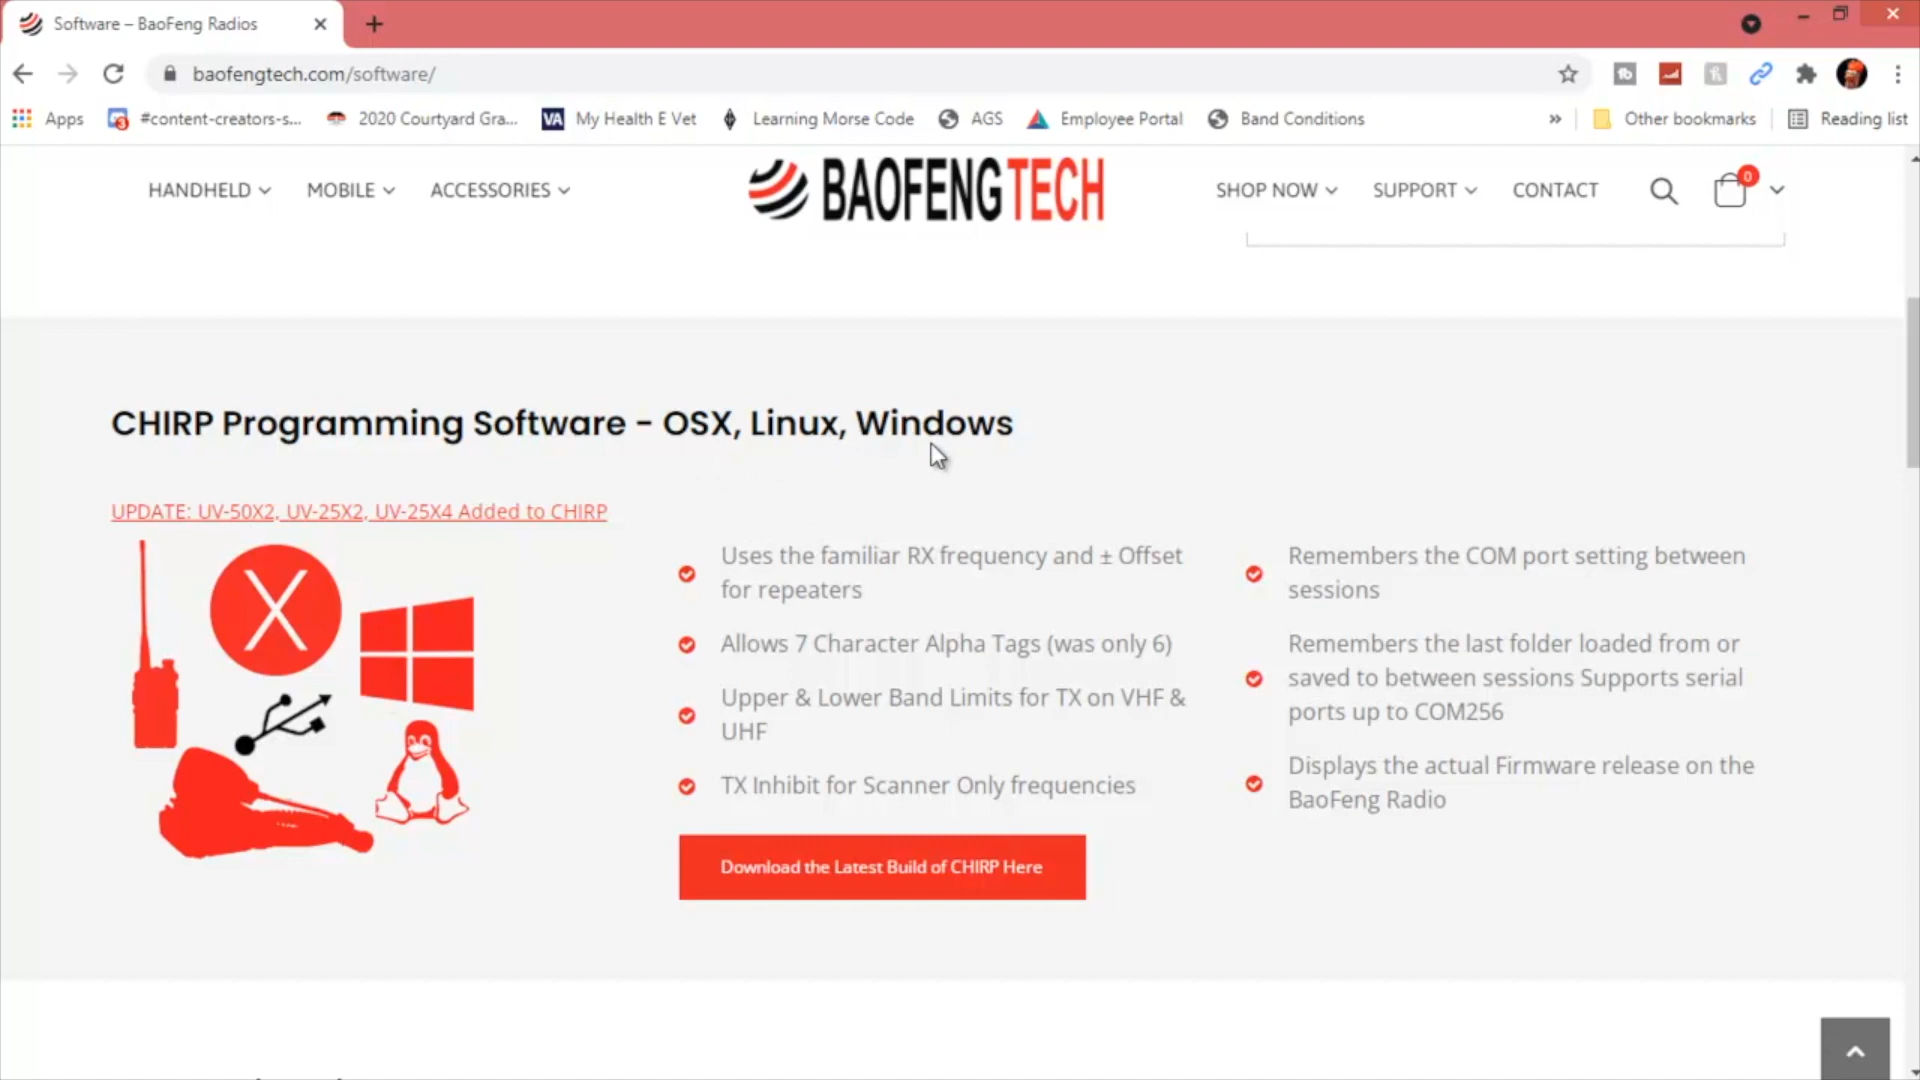 Software – BaoFeng Radios
baofengtech.com/software/
Apps
#content-creators-s...
2020 Courtyard Gra...
VA
My Health E Vet
Learning Morse Code
AGS
Employee Portal
Band Conditions
»
Other bookmarks
Reading list
HANDHELD
MOBILE
ACCESSORIES
BAOFENGTECH
SHOP NOW
SUPPORT
CONTACT
0
CHIRP Programming Software - OSX, Linux, Windows
UPDATE: UV-50X2, UV-25X2, UV-25X4 Added to CHIRP
X
Uses the familiar RX frequency and ± Offset
for repeaters
Allows 7 Character Alpha Tags (was only 6)
Upper & Lower Band Limits for TX on VHF &
UHF
TX Inhibit for Scanner Only frequencies
Remembers the COM port setting between
sessions
Remembers the last folder loaded from or
saved to between sessions Supports serial
ports up to COM256
Displays the actual Firmware release on the
BaoFeng Radio
Download the Latest Build of CHIRP Here